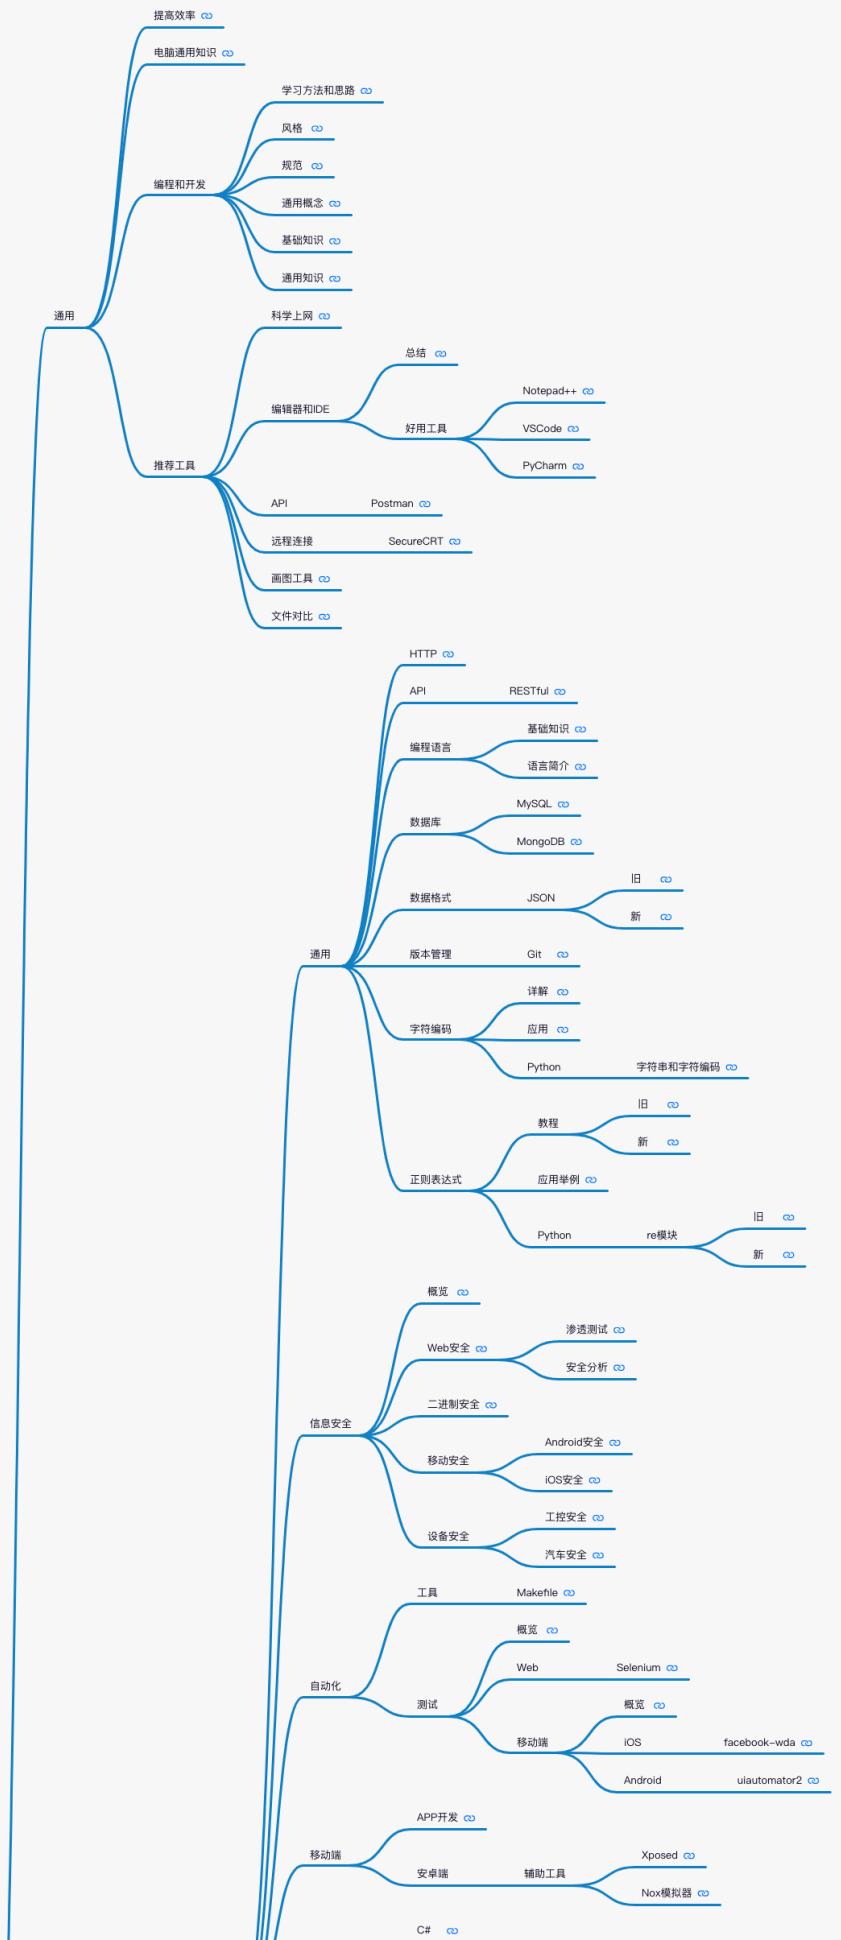 提高效率
电脑通用知识
学习方法和思路
风格
规范
编程和开发
通用概念
基础知识
通用知识
通用
科学上网
总结
Notepad++
编辑器和IDE
好用工具
VSCode
PyCharm
推荐工具
API Postman
远程连接 SecureCRT
画图工具
文件对比
HTTP
API RESTful
基础知识
编程语言
语言简介
MySQL
数据库
MongoDB
旧
数据格式 JSON
新
通用
版本管理 Git
详解
字符编码
应用
Python 字符串和字符编码
旧
教程
新
正则表达式
应用举例
旧
Python re模块
新
概览
渗透测试
Web安全
安全分析
二进制安全
信息安全
Android安全
移动安全
iOS安全
工控安全
设备安全
汽车安全
工具 Makefile
概览
Web Selenium
自动化
测试
概览
移动端
iOS facebook-wda
Android uiautomator2
APP开发
移动端
Xposed
安卓端 辅助工具
Nox模拟器
C#